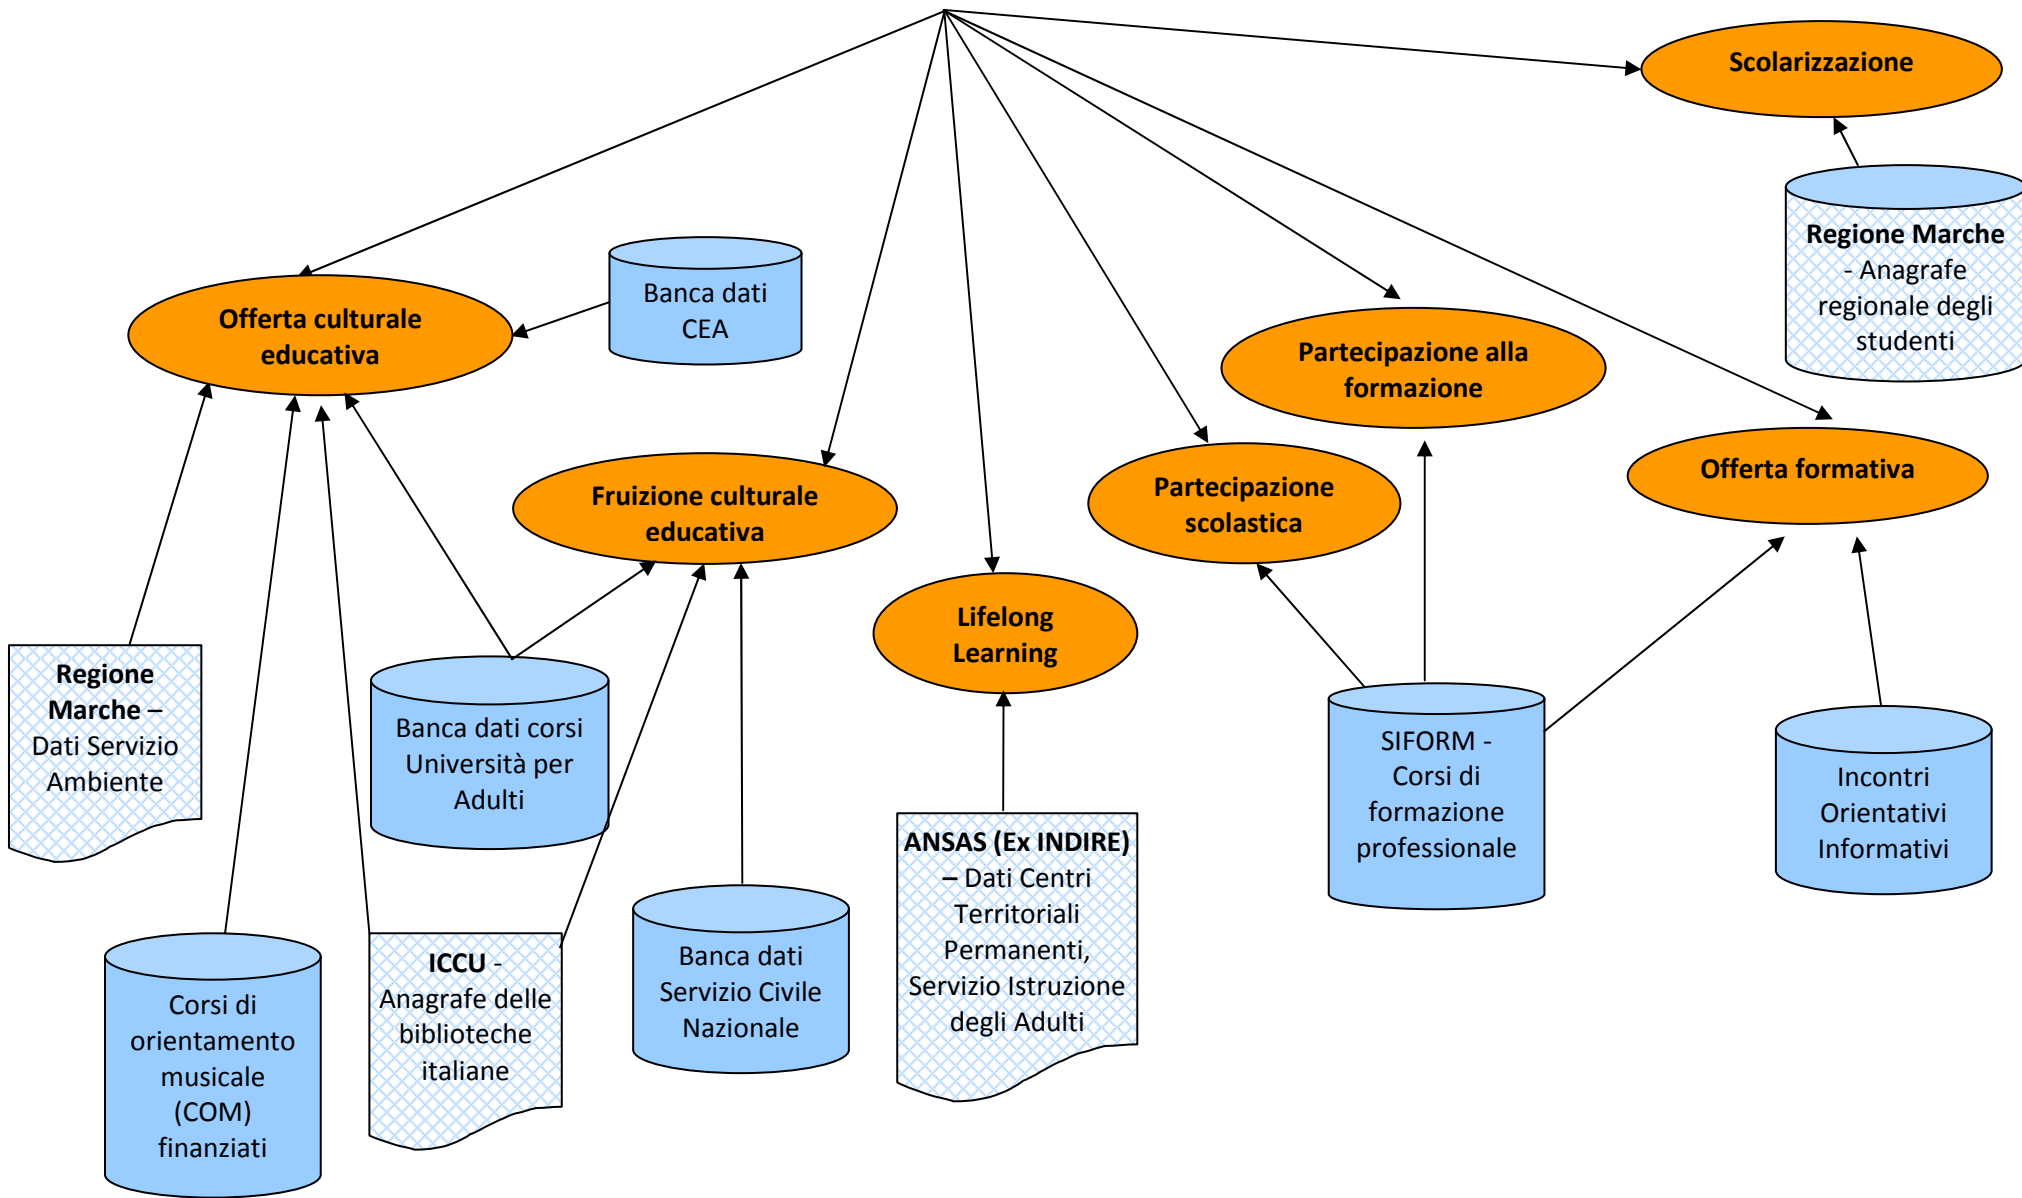 Scolarizzazione
Regione Marche
- Anagrafe
regionale degli
studenti
Banca dati
CEA
Offerta culturale
educativa
Partecipazione alla
formazione
Offerta formativa
Fruizione culturale
educativa
Partecipazione
scolastica
Lifelong
Learning
Regione
Marche –
Dati Servizio
Ambiente
Banca dati corsi
Università per
Adulti
SIFORM -
Corsi di
formazione
professionale
Incontri
Orientativi
Informativi
ANSAS (Ex INDIRE)
– Dati Centri
Territoriali
Permanenti,
Servizio Istruzione
degli Adulti
Corsi di
orientamento
musicale
(COM)
finanziati
ICCU -
Anagrafe delle
biblioteche
italiane
Banca dati
Servizio Civile
Nazionale